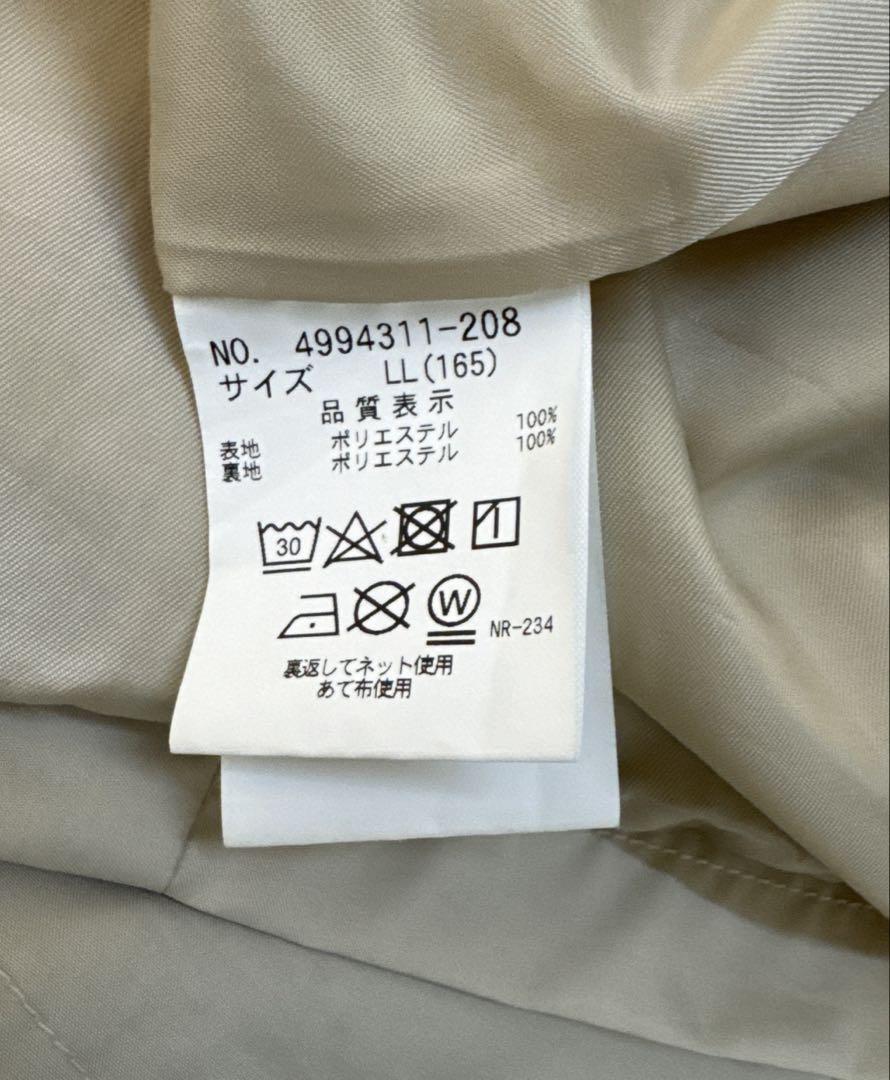 NO. 4994311-208
サイズ LL(165)
品質表示
表地 ポリエステル 100%
裏地 ポリエステル 100%
30
W NR-234
裏返してネット使用
あて布使用